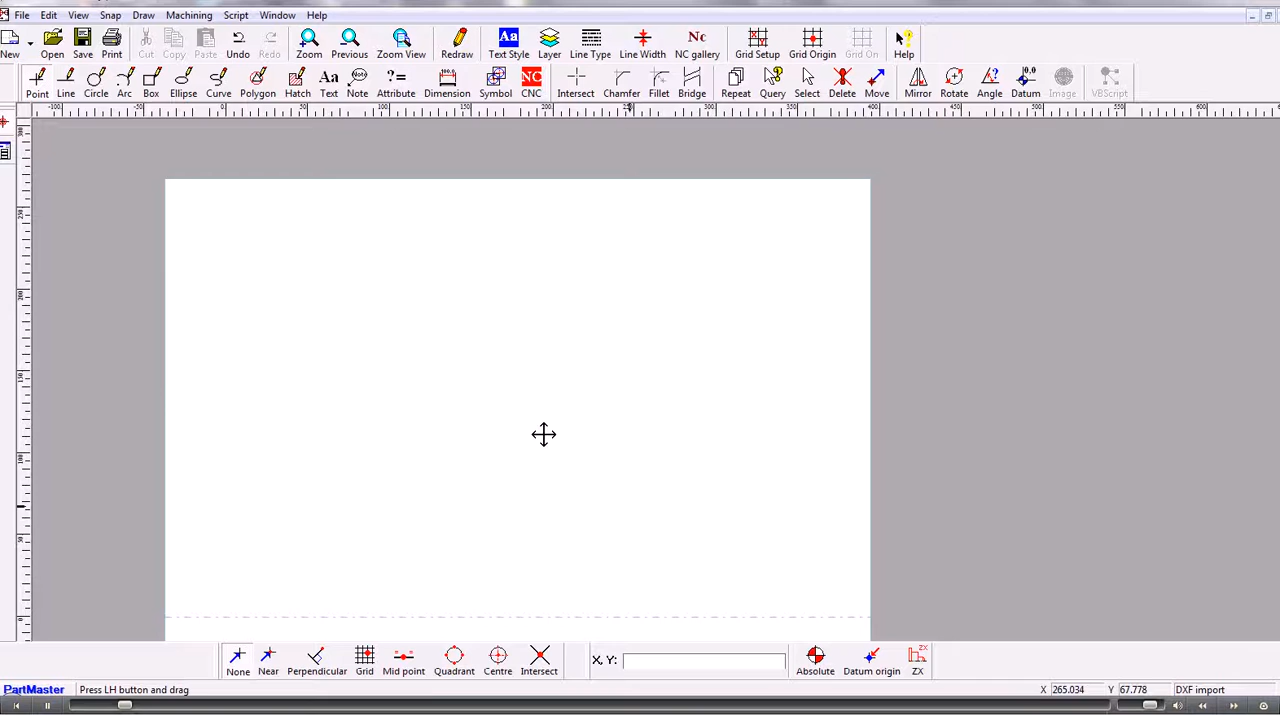 File Edit View Snap Draw Machining Script Window Help
New Open Save Print Cut Copy Paste Undo Redo Zoom Previous Zoom View Redraw Text Style Layer Line Type Line Width NC gallery Grid Setup Grid Origin Grid On Help
Point Line Circle Arc Box Ellipse Curve Polygon Hatch Text Note Attribute Dimension Symbol CNC Intersect Chamfer Fillet Bridge Repeat Query Select Delete Move Mirror Rotate Angle Datum Image VBScript
None Near Perpendicular Grid Mid point Quadrant Centre Intersect X, Y: Absolute Datum origin ZX
PartMaster Press LH button and drag X 265.034 Y 67.778 DXF import